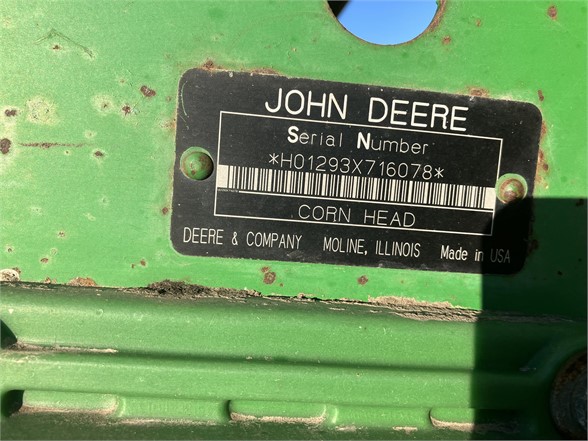 JOHN DEERE
Serial Number
*H01293X716078*
CORN HEAD
DEERE & COMPANY MOLINE, ILLINOIS Made in USA